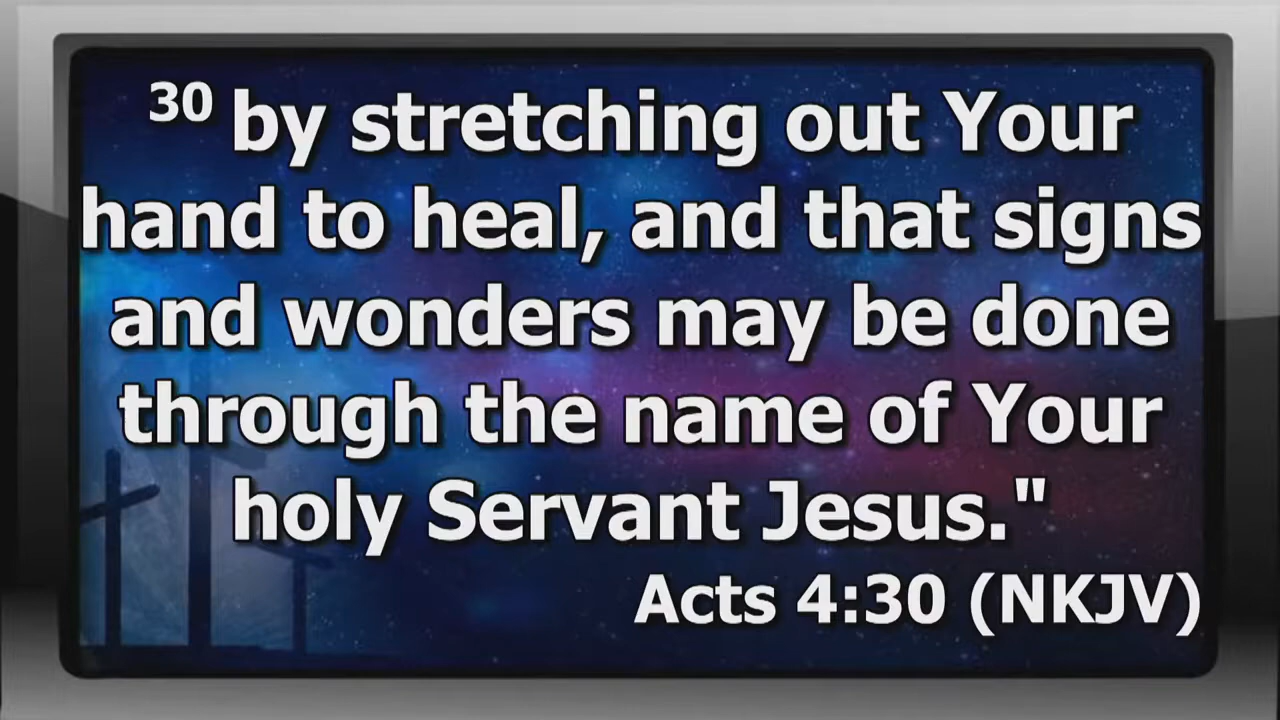 30 by stretching out Your
hand to heal, and that signs
and wonders may be done
through the name of Your
holy Servant Jesus."
Acts 4:30 (NKJV)